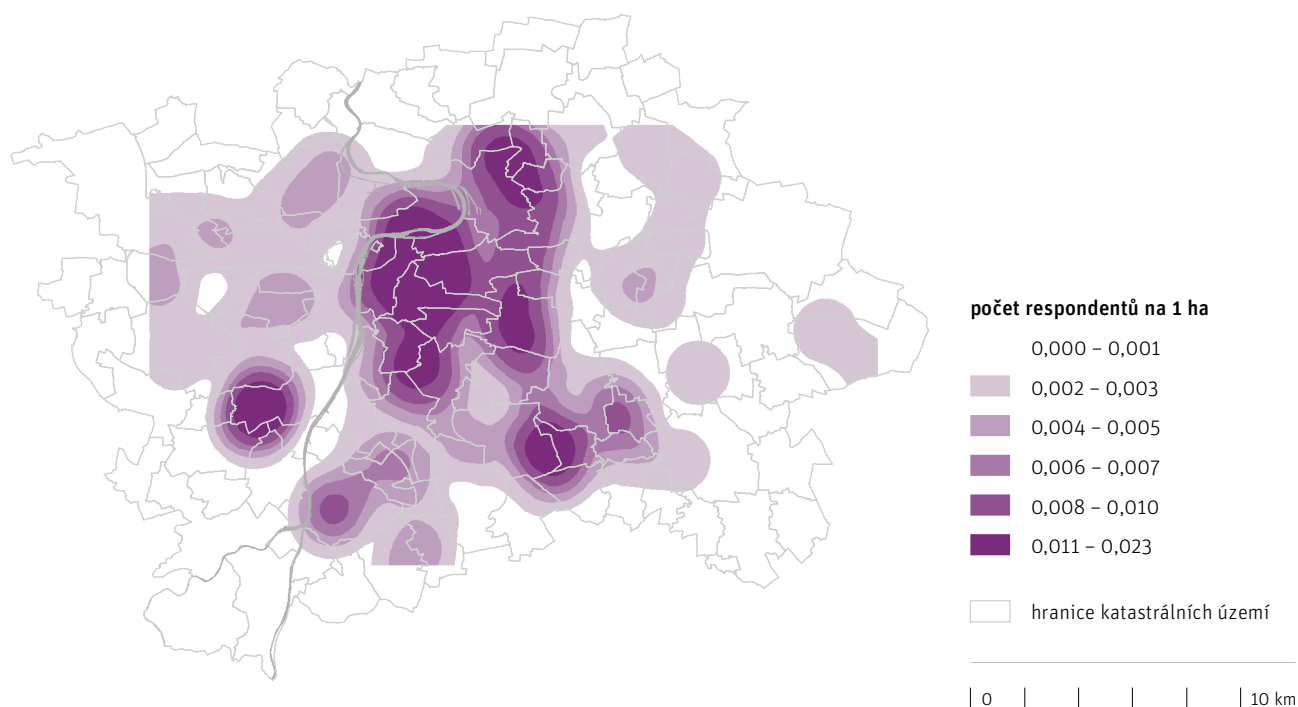 počet respondentů na 1 ha
0,000 – 0,001
0,002 – 0,003
0,004 – 0,005
0,006 – 0,007
0,008 – 0,010
0,011 – 0,023
hranice katastrálních území
0 10 km